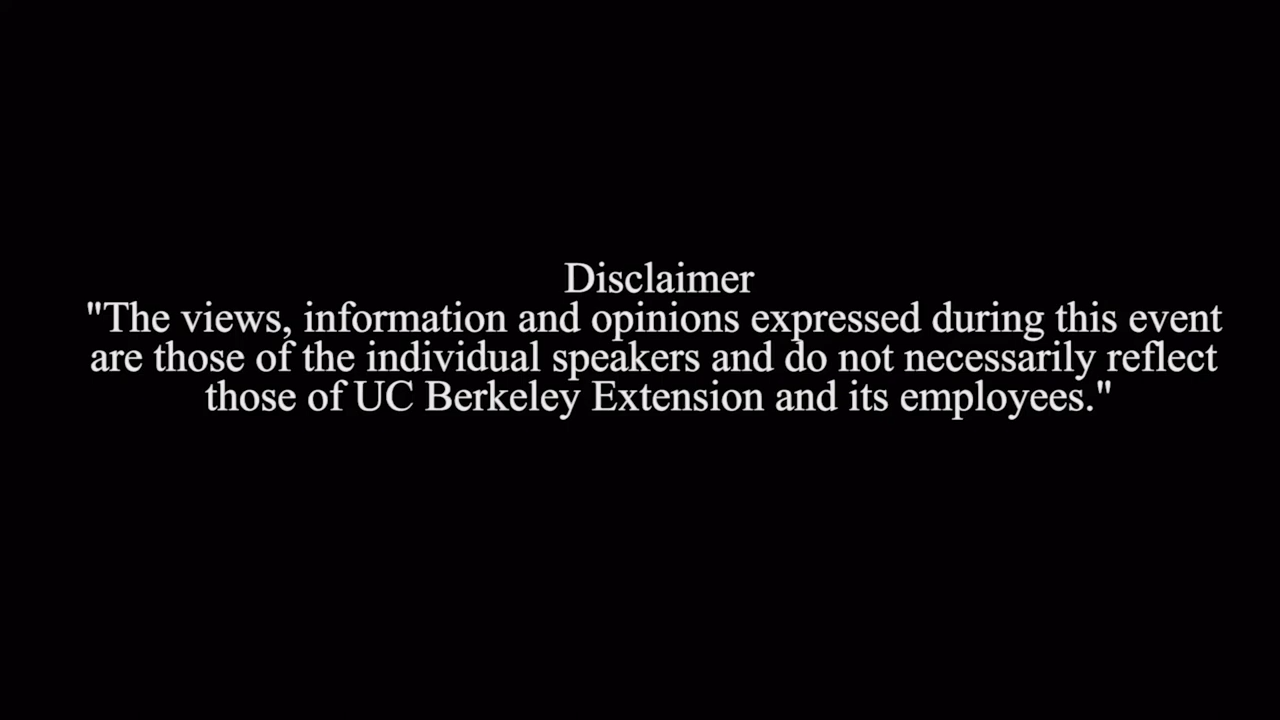 Disclaimer
"The views, information and opinions expressed during this event
are those of the individual speakers and do not necessarily reflect
those of UC Berkeley Extension and its employees."